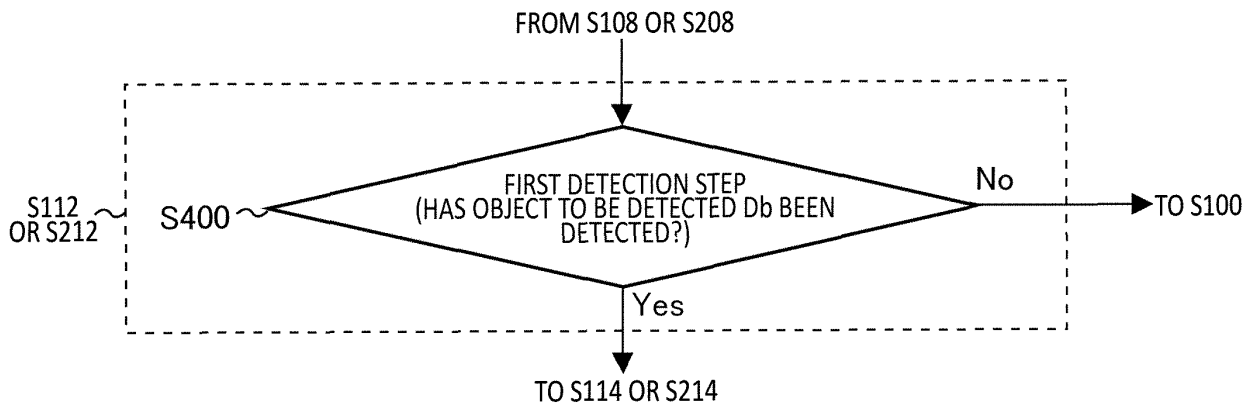 FROM S108 OR S208
FIRST DETECTION STEP
(HAS OBJECT TO BE DETECTED Db BEEN
DETECTED?)
No
TO S100
S112
OR S212
S400
Yes
TO S114 OR S214